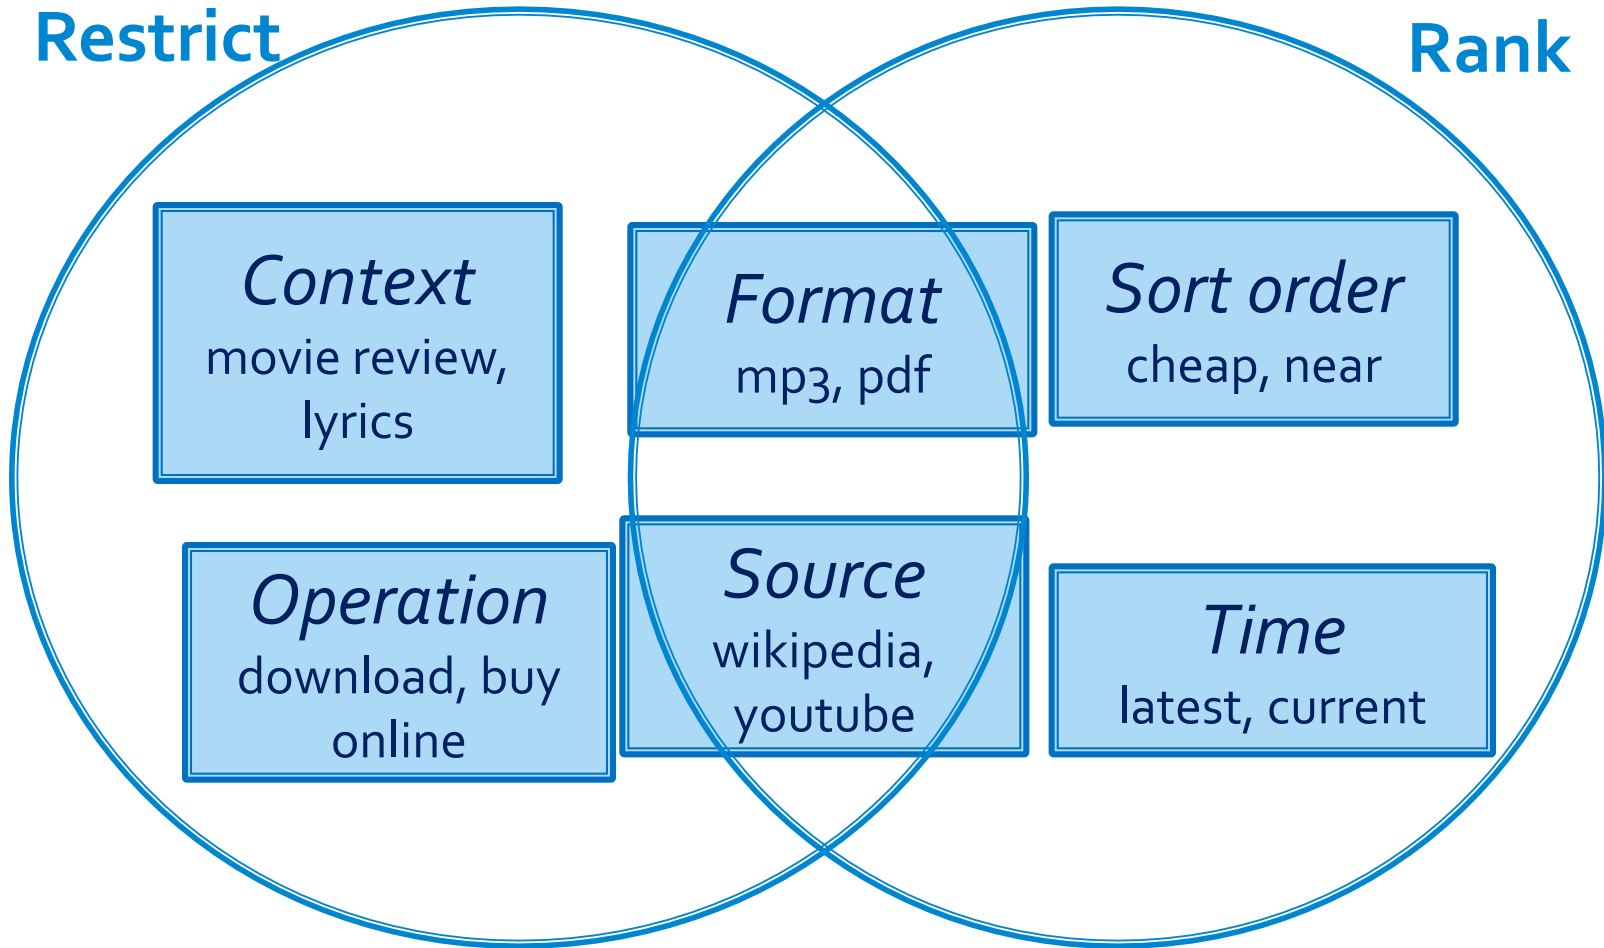 Restrict
Rank
Context
movie review,
lyrics
Format
mp3, pdf
Sort order
cheap, near
Operation
download, buy
online
Source
wikipedia,
youtube
Time
latest, current